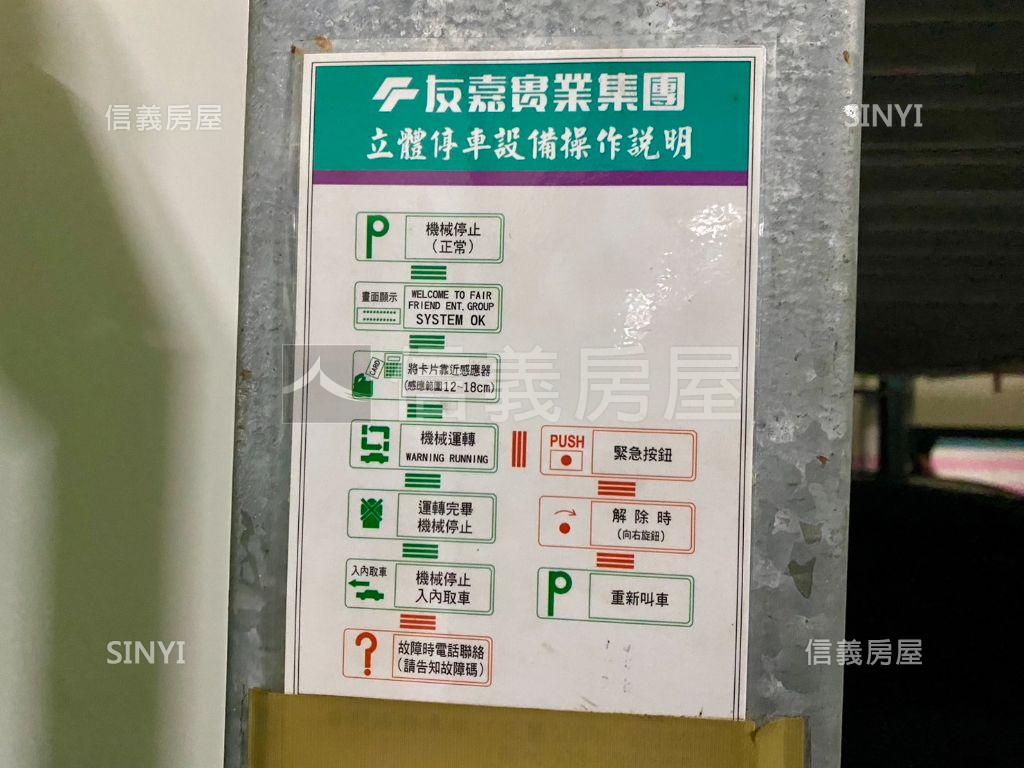 友嘉實業集團
立體停車設備操作説明
信義房屋
SINYI
P
機械停止
(正常)
畫面顯示
WELCOME TO FAIR
FRIEND ENT. GROUP
SYSTEM OK
CARD
將卡片靠近感應器
(感應範圍12~18cm)
信義房屋
機械運轉
WARNING RUNNING
PUSH
緊急按鈕
運轉完畢
機械停止
解除時
(向右旋鈕)
入內取車
機械停止
入內取車
P
重新叫車
?
故障時電話聯絡
(請告知故障碼)
SINYI
信義房屋